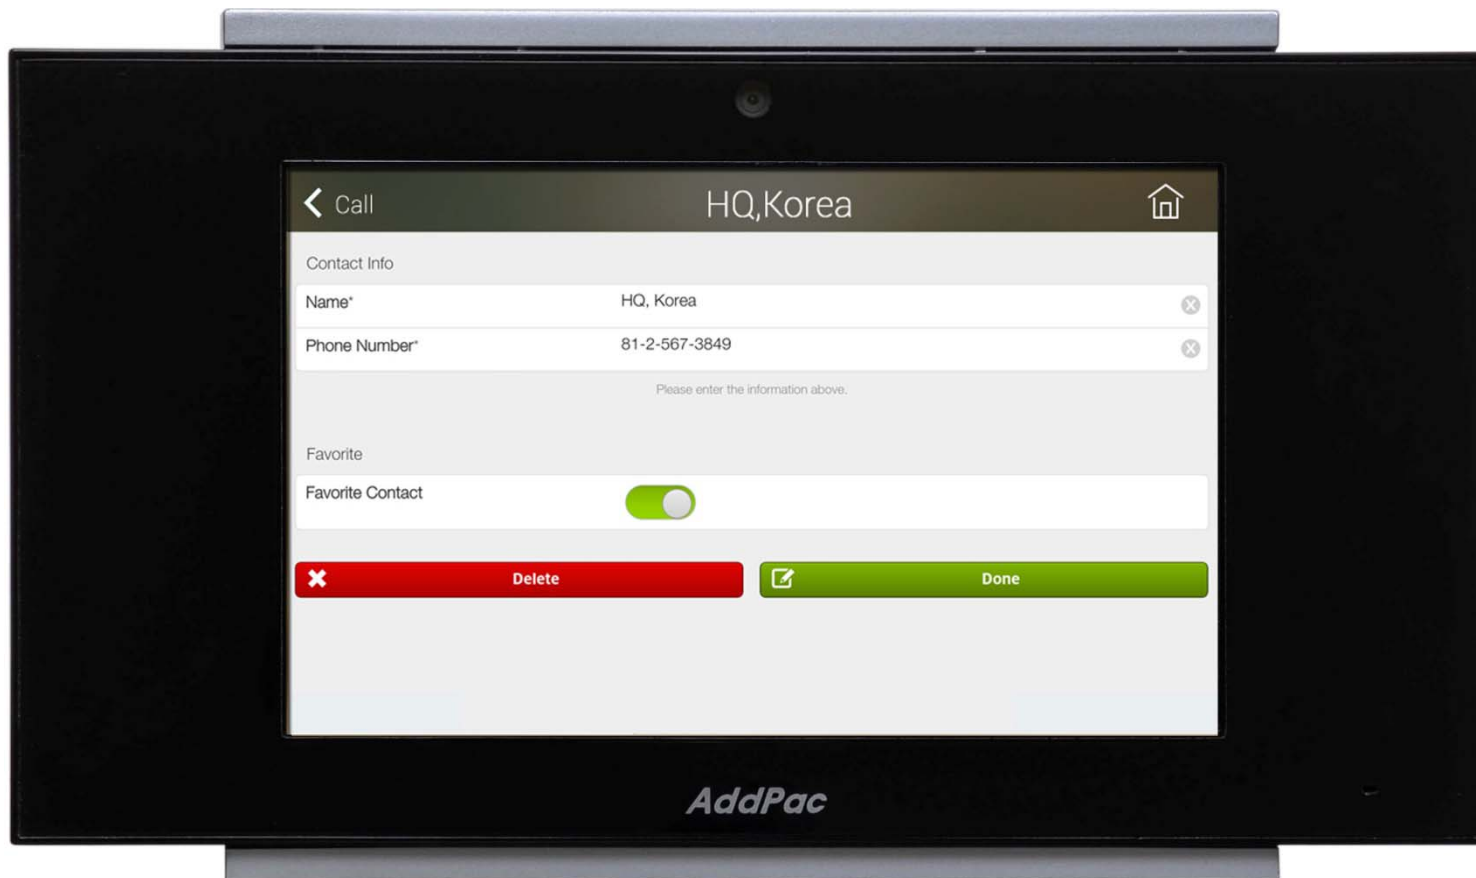 Call
HQ,Korea
Contact Info
Name*
HQ, Korea
Phone Number*
81-2-567-3849
Please enter the information above.
Favorite
Favorite Contact
Delete
Done
AddPac